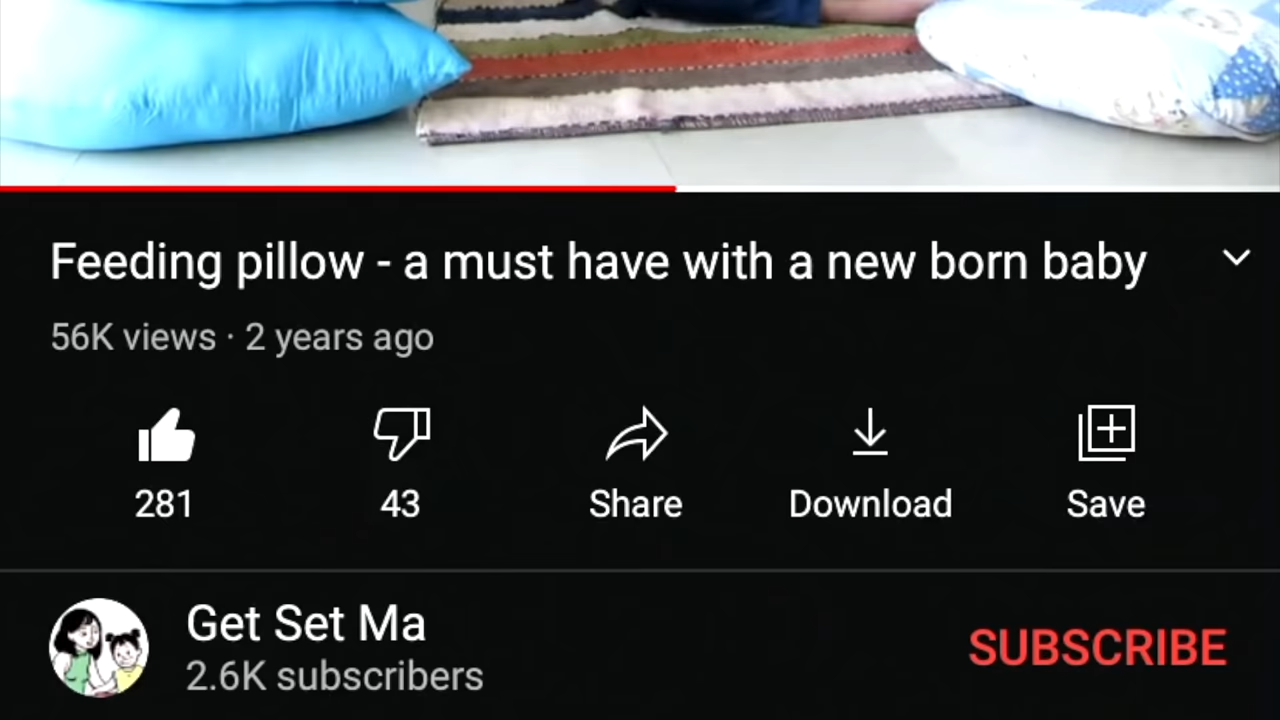 Feeding pillow - a must have with a new born baby
56K views · 2 years ago
281 43 Share Download Save
Get Set Ma
2.6K subscribers
SUBSCRIBE